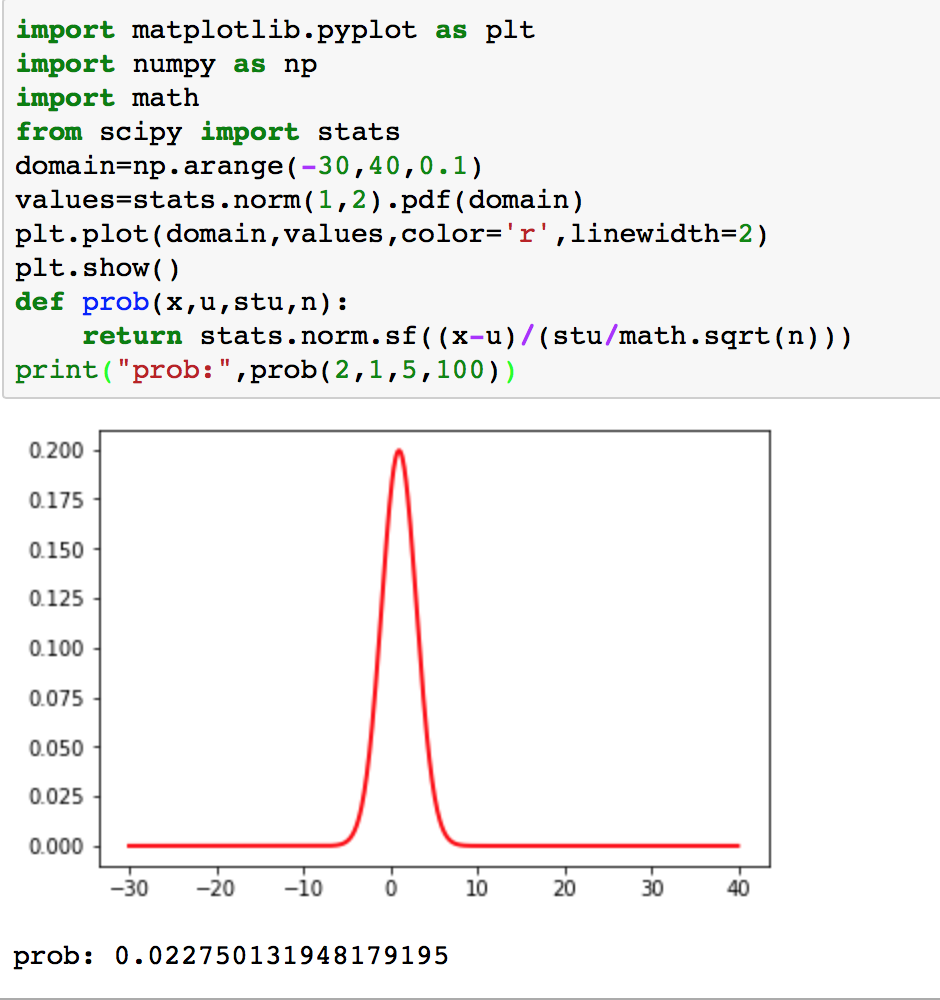 import matplotlib.pyplot as plt
import numpy as np
import math
from scipy import stats
domain=np.arange(-30,40,0.1)
values=stats.norm(1,2).pdf(domain)
plt.plot(domain,values,color='r',linewidth=2)
plt.show()
def prob(x,u,stu,n):
    return stats.norm.sf((x-u)/(stu/math.sqrt(n)))
print("prob:",prob(2,1,5,100))
0.200
0.175
0.150
0.125
0.100
0.075
0.050
0.025
0.000
−30 −20 −10 0 10 20 30 40
prob: 0.022750131948179195